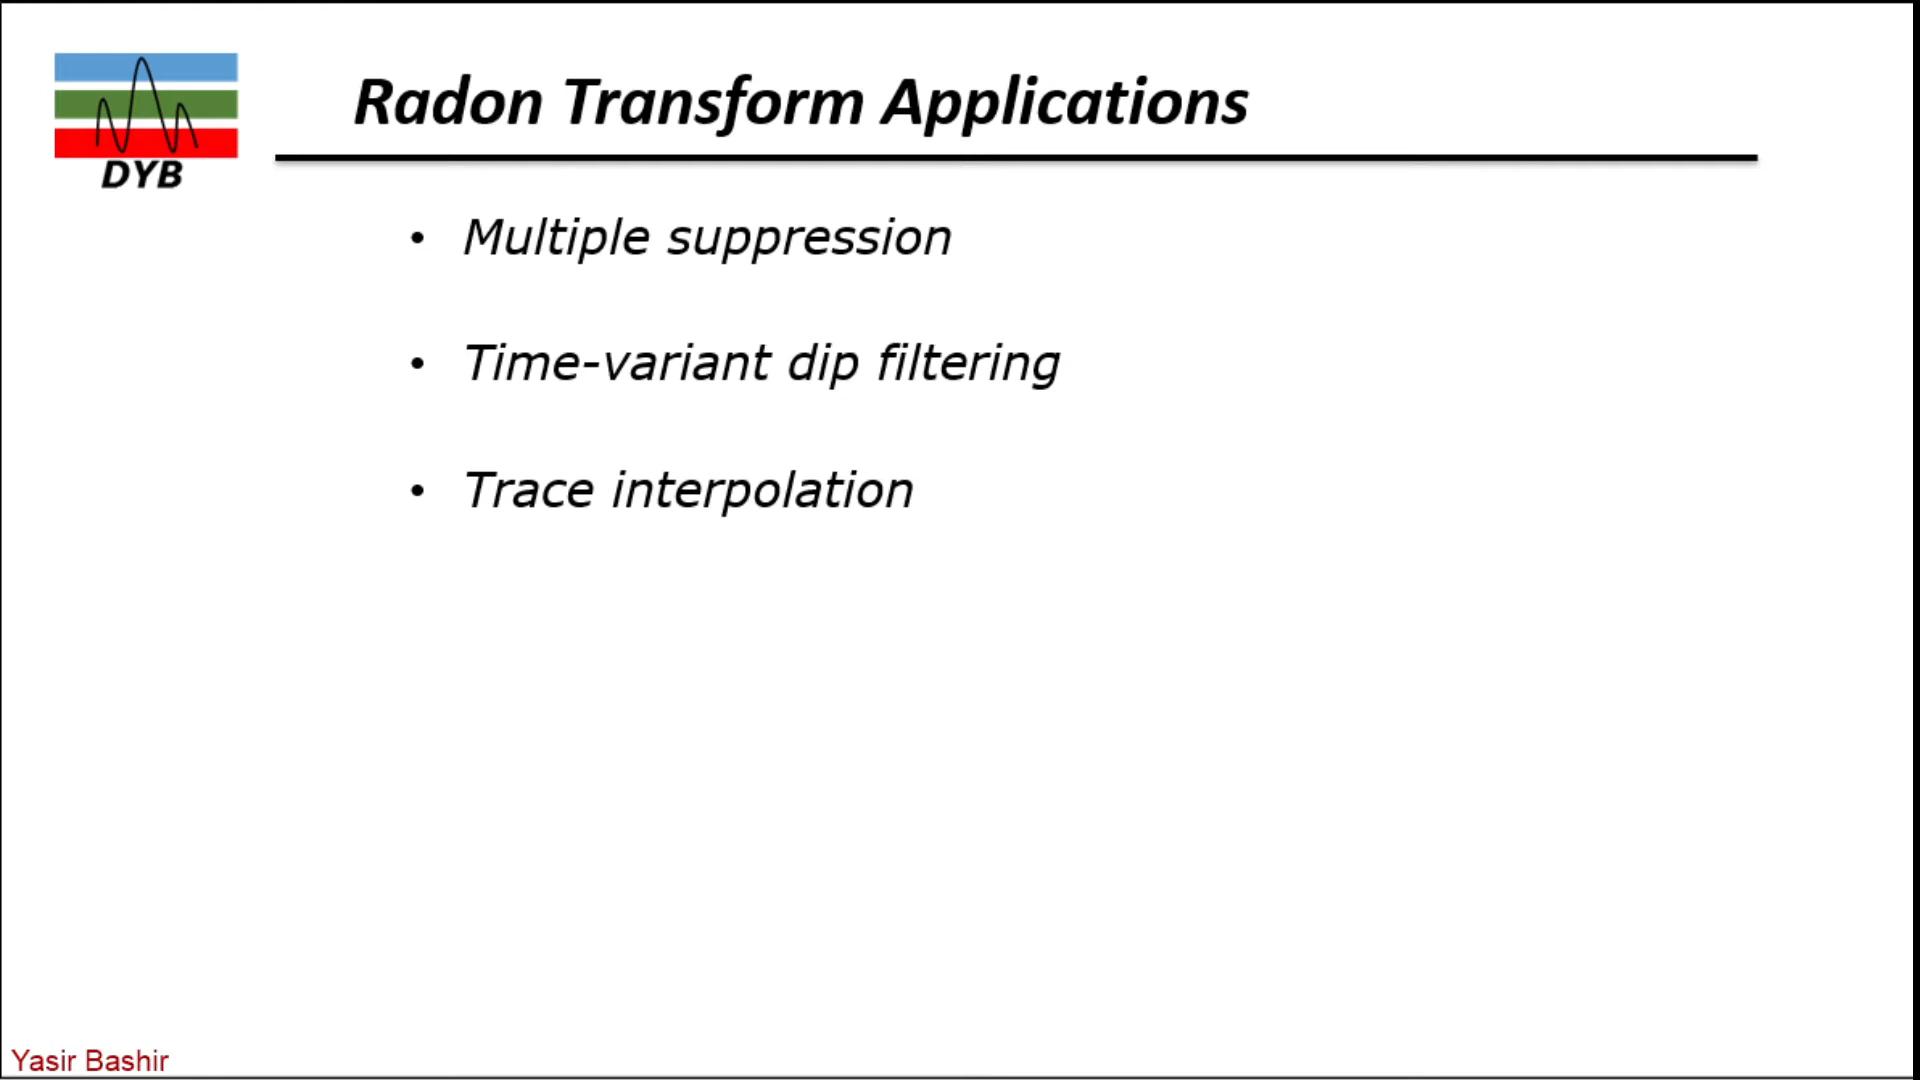 DYB
Radon Transform Applications
• Multiple suppression
• Time-variant dip filtering
• Trace interpolation
Yasir Bashir